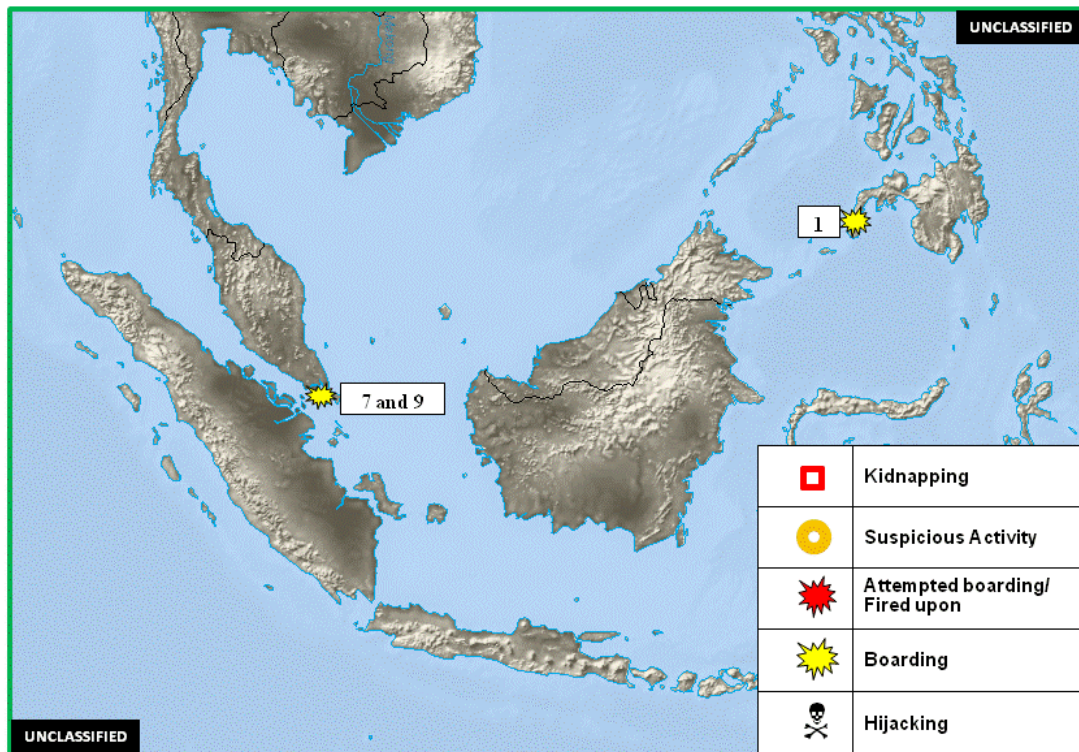 UNCLASSIFIED
1
7 and 9
Kidnapping
Suspicious Activity
Attempted boarding/
Fired upon
Boarding
Hijacking
UNCLASSIFIED